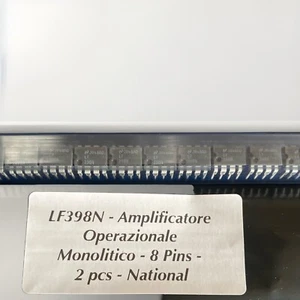 LF398N - Amplificatore
Operazionale
Monolitico - 8 Pins -
2 pcs - National